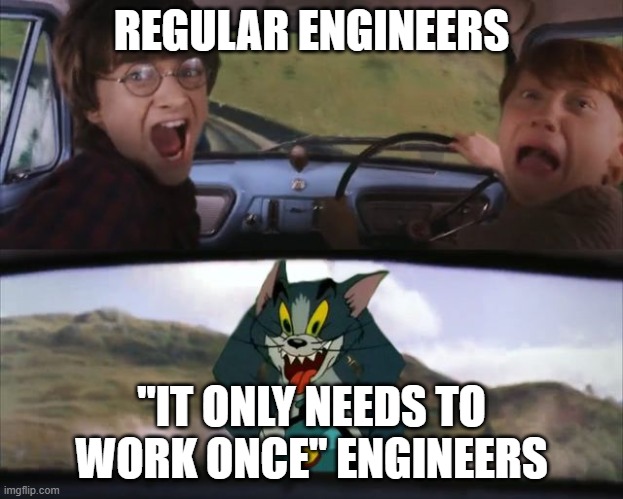 REGULAR ENGINEERS
"IT ONLY NEEDS TO
WORK ONCE" ENGINEERS
imgflip.com